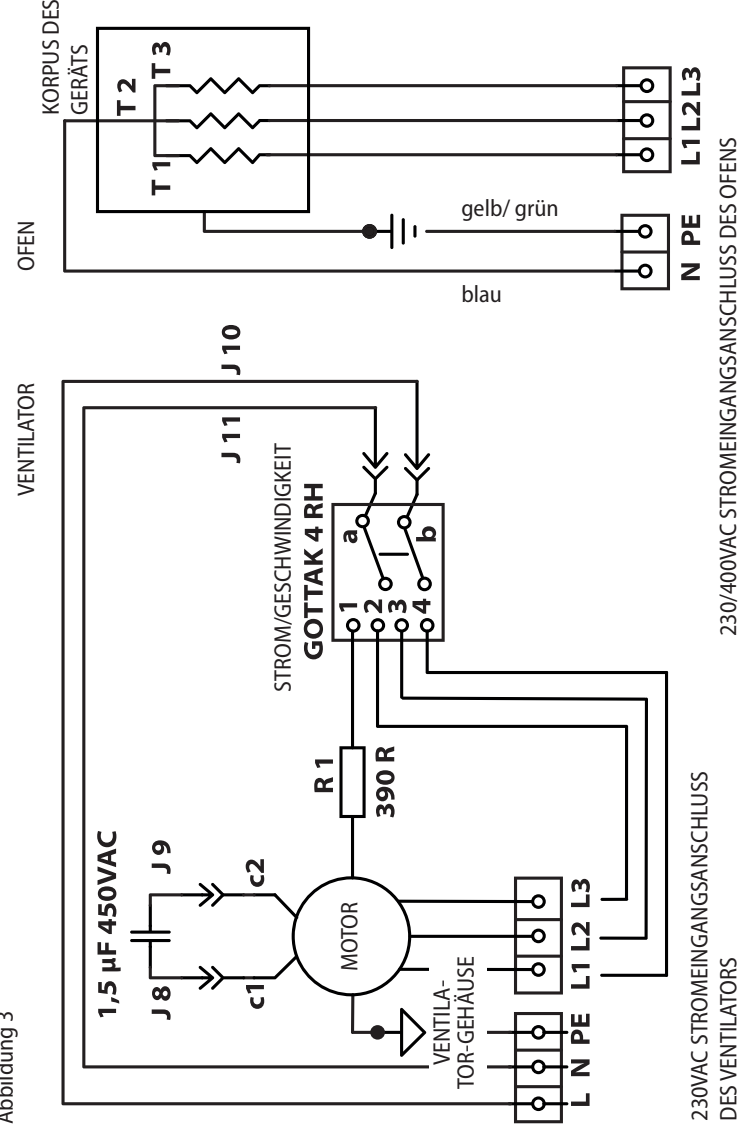 Abbildung 3
VENTILATOR
OFEN
KORPUS DES
GERÄTS
T 1
T 2
T 3
1,5 µF 450VAC
J 8
J 9
c1
c2
J 11
J 10
MOTOR
R 1
390 R
STROM/GESCHWINDIGKEIT
GOTTAK 4 RH
1
2
3
4
a
b
VENTILA-
TOR-GEHÄUSE
L N PE
L1 L2 L3
230VAC STROMEINGANGSANSCHLUSS
DES VENTILATORS
blau
gelb/ grün
N PE
L1 L2 L3
230/400VAC STROMEINGANGSANSCHLUSS DES OFENS